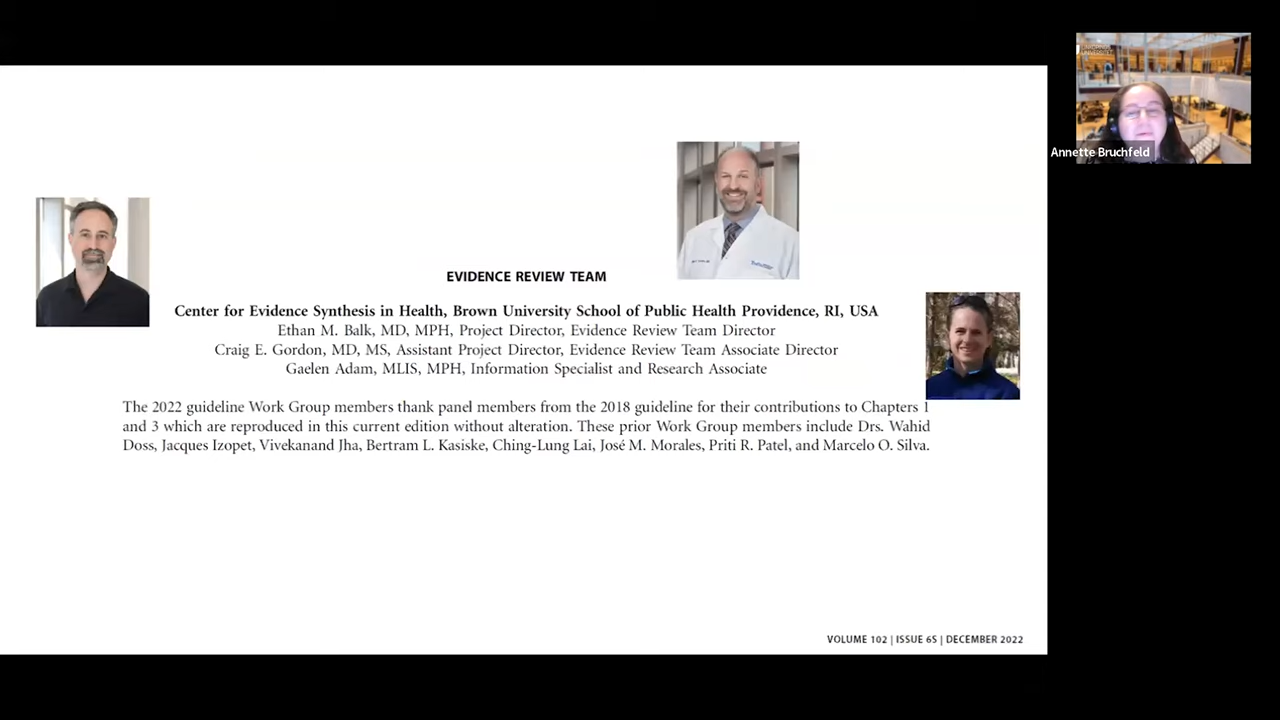 Annette Bruchfeld
EVIDENCE REVIEW TEAM
Center for Evidence Synthesis in Health, Brown University School of Public Health Providence, RI, USA
Ethan M. Balk, MD, MPH, Project Director, Evidence Review Team Director
Craig E. Gordon, MD, MS, Assistant Project Director, Evidence Review Team Associate Director
Gaelen Adam, MLIS, MPH, Information Specialist and Research Associate
The 2022 guideline Work Group members thank panel members from the 2018 guideline for their contributions to Chapters 1
and 3 which are reproduced in this current edition without alteration. These prior Work Group members include Drs. Wahid
Doss, Jacques Izopet, Vivekanand Jha, Bertram L. Kasiske, Ching-Lung Lai, José M. Morales, Priti R. Patel, and Marcelo O. Silva.
VOLUME 102 | ISSUE 6S | DECEMBER 2022